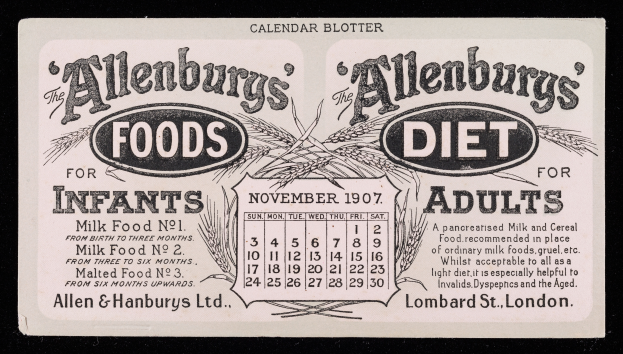 CALENDAR BLOTTER
The 'Allenburys'
FOODS
FOR
INFANTS
Milk Food Nº1.
FROM BIRTH TO THREE MONTHS.
Milk Food Nº 2.
FROM THREE TO SIX MONTHS.
Malted Food Nº 3.
FROM SIX MONTHS UPWARDS.
Allen & Hanburys Ltd.,
NOVEMBER 1907.
SUN. MON. TUE. WED. THU. FRI. SAT.
1 2
3 4 5 6 7 8 9
10 11 12 13 14 15 16
17 18 19 20 21 22 23
24 25 26 27 28 29 30
The 'Allenburys'
DIET
FOR
ADULTS
A pancreatised Milk and Cereal
Food, recommended in place
of ordinary milk foods, gruel, etc.
Whilst acceptable to all as a
light diet, it is especially helpful to
Invalids, Dyspeptics and the Aged.
Lombard St., London.